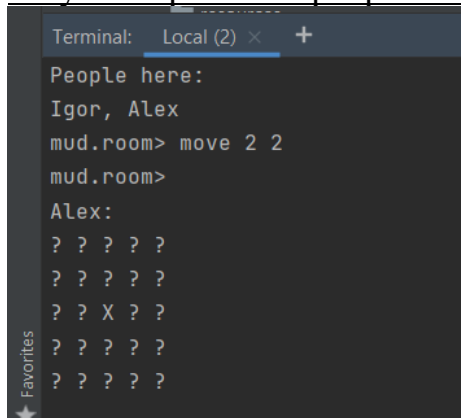 Terminal: Local (2) × +
People here:
Igor, Alex
mud.room> move 2 2
mud.room>
Alex:
? ? ? ? ?
? ? ? ? ?
? ? X ? ?
? ? ? ? ?
? ? ? ? ?
Favorites